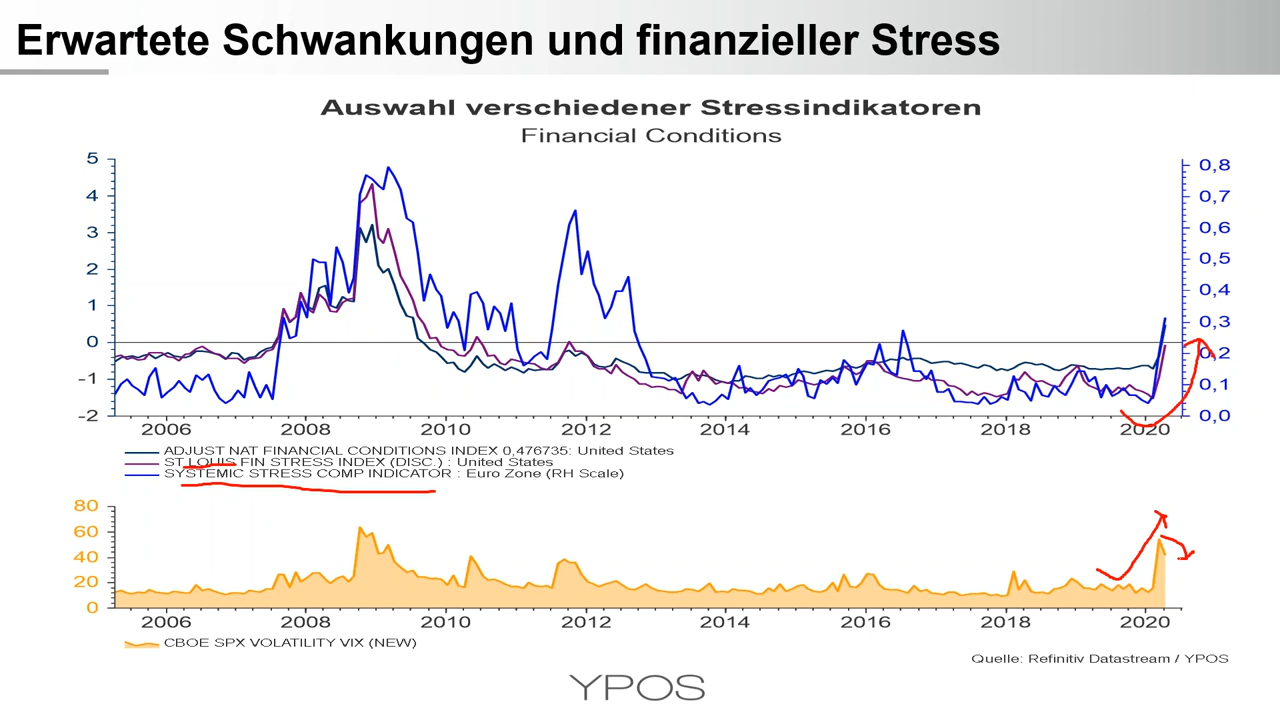 Erwartete Schwankungen und finanzieller Stress
Auswahl verschiedener Stressindikatoren
Financial Conditions
5
4
3
2
1
0
-1
-2
0,8
0,7
0,6
0,5
0,4
0,3
0,2
0,1
0,0
2006 2008 2010 2012 2014 2016 2018 2020
ADJUST NAT FINANCIAL CONDITIONS INDEX 0,476735: United States
ST LOUIS FIN STRESS INDEX (DISC.) : United States
SYSTEMIC STRESS COMP INDICATOR : Euro Zone (RH Scale)
80
60
40
20
0
2006 2008 2010 2012 2014 2016 2018 2020
CBOE SPX VOLATILITY VIX (NEW)
Quelle: Refinitiv Datastream / YPOS
YPOS